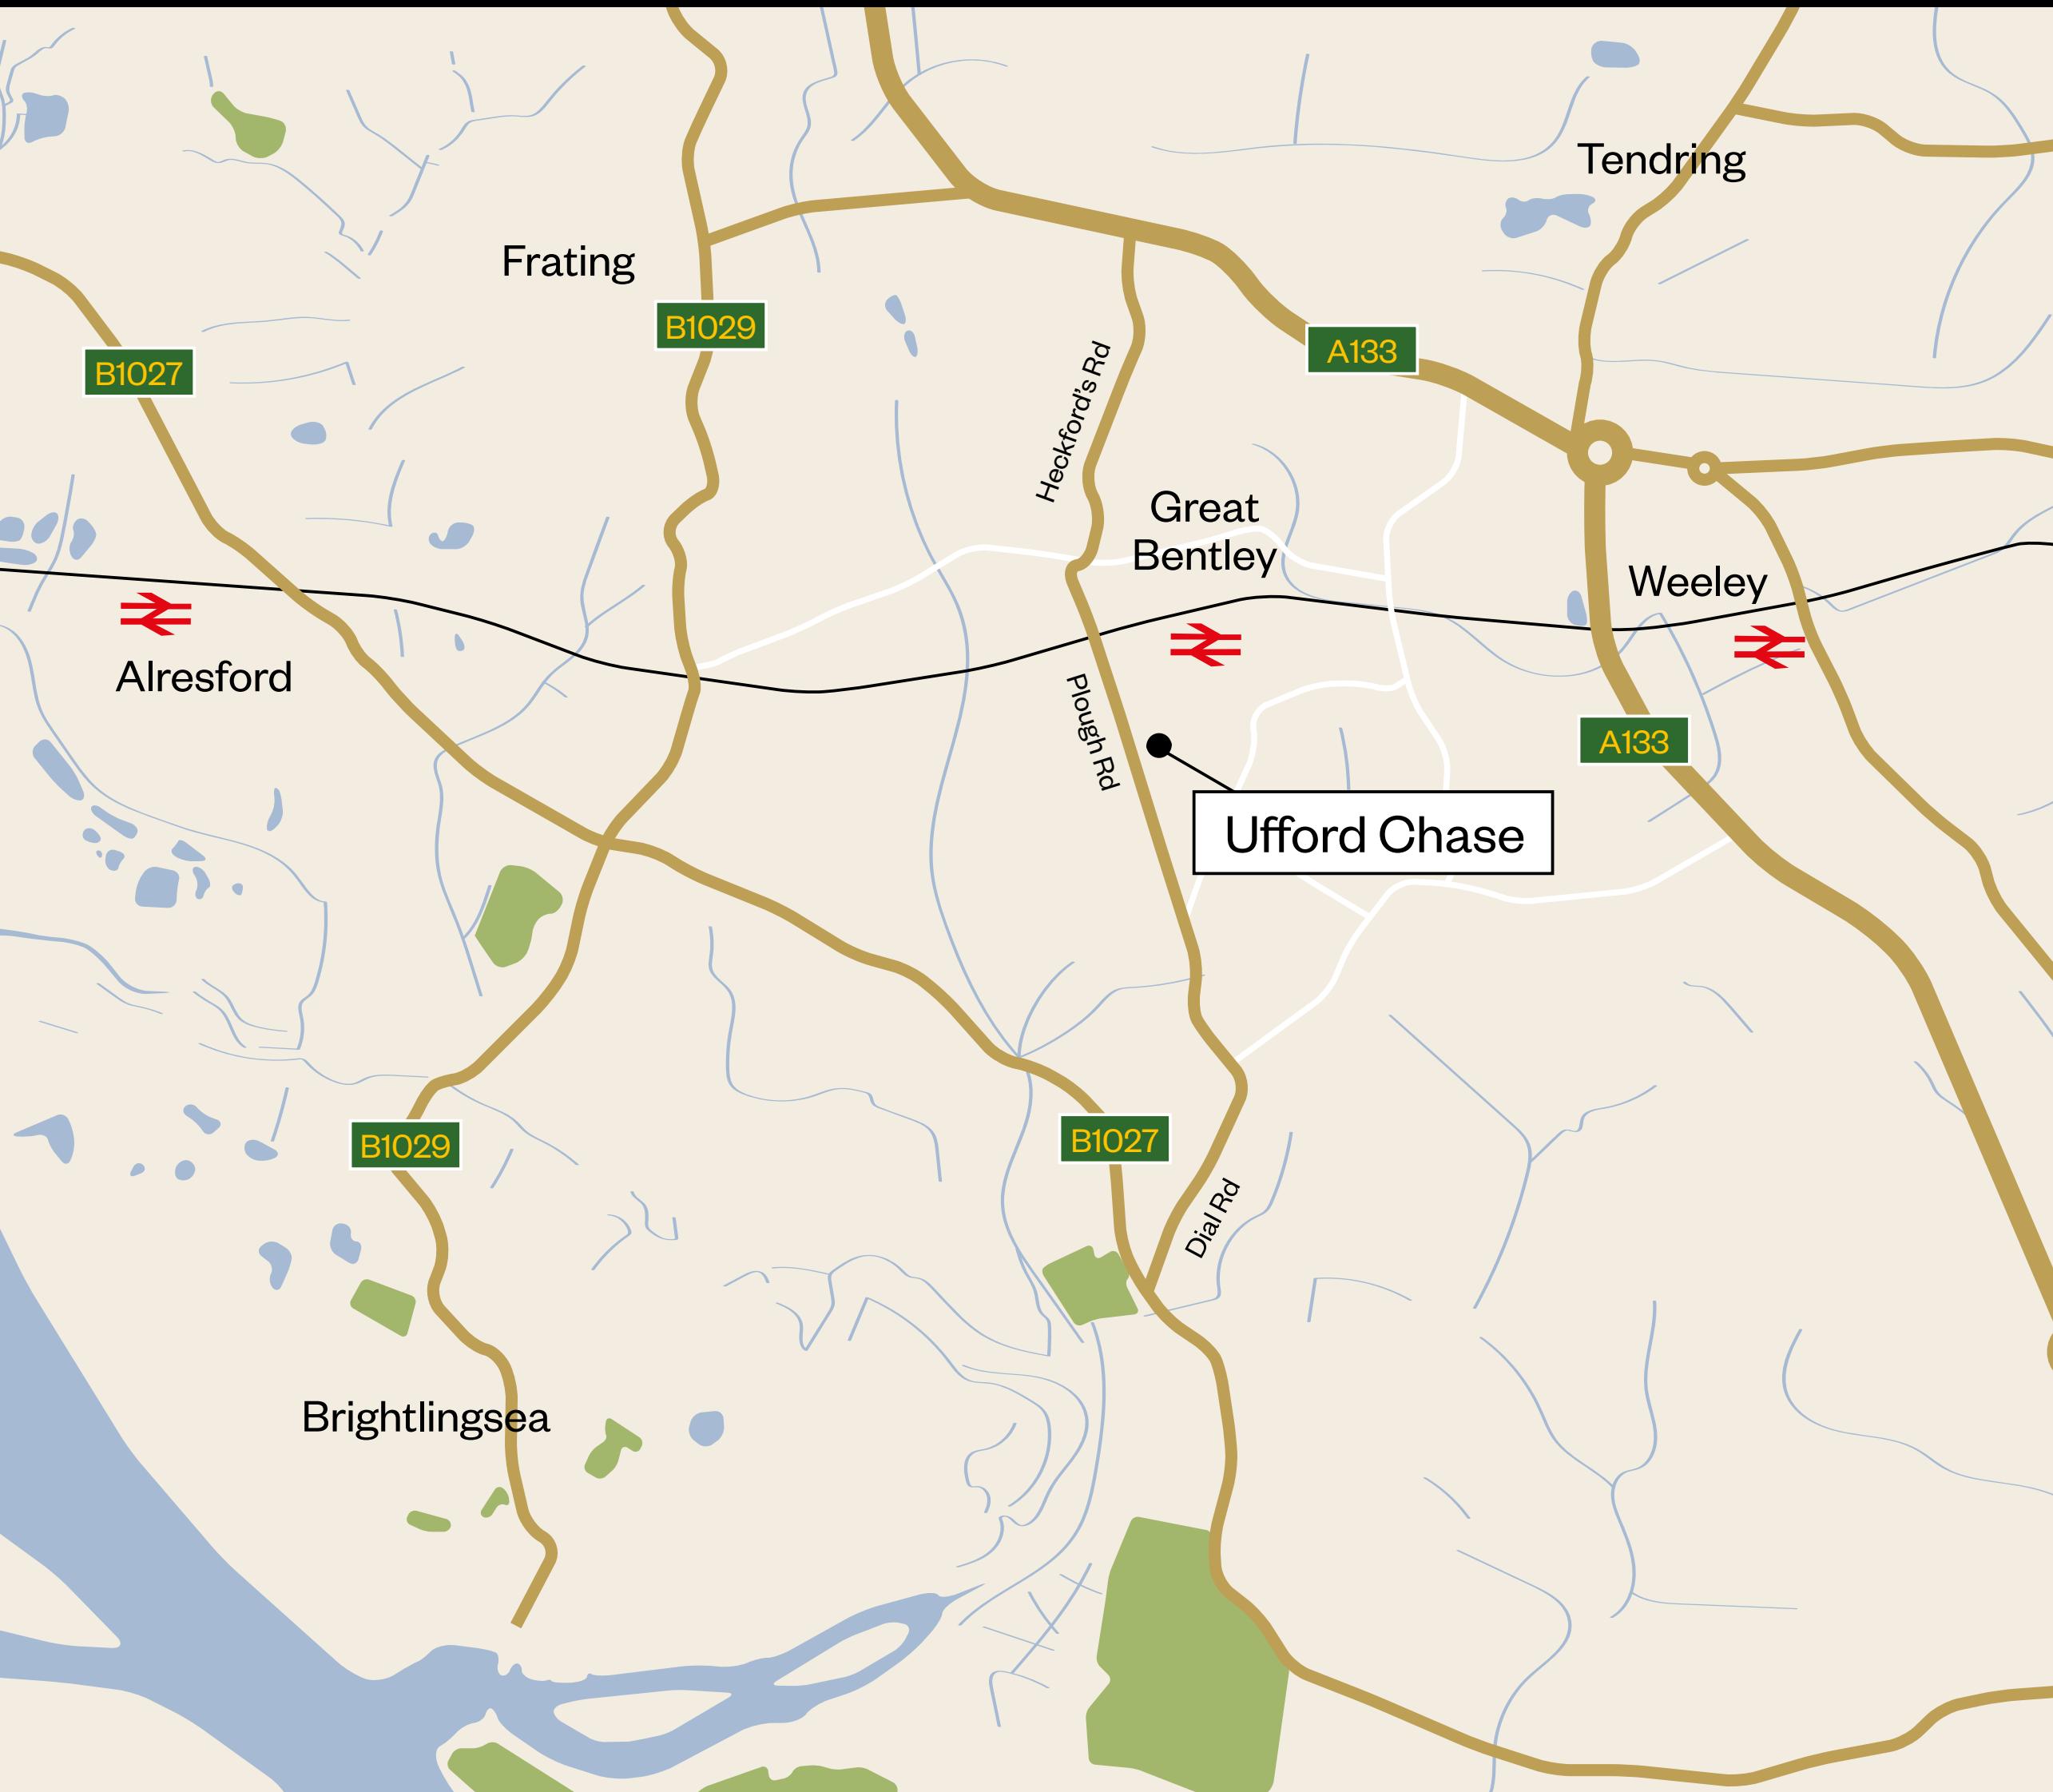 Tendring
Frating
B1029
A133
B1027
Heckford's Rd
Great
Bentley
Weeley
Alresford
Plough Rd
A133
Ufford Chase
B1029
B1027
Dial Rd
Brightlingsea